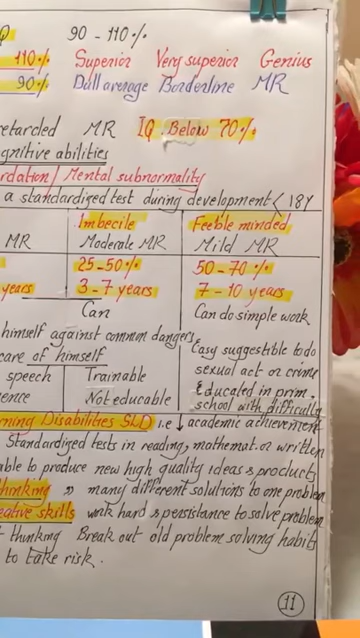 Q 90 - 110%
110% Superior Very superior Genius
90% Dull average Borderline MR
retarded MR IQ Below 70%
gnitive abilities
rdation/ Mental subnormality
a standardized test during development < 18Y
Imbecile Feeble minded
MR Moderate MR Mild MR
25-50% 50-70%
years 3-7 years 7-10 years
Can Can do simple work
himself against common dangers
care of himself Easy suggestible to do
sexual act or crime
speech Trainable Educated in prim.
ence Not educable school with difficulty
rning Disabilities SLD i.e ↓ academic achievement
Standardized tests in reading, mathemat. or written
able to produce new high quality ideas & products
thinking " many different solutions to one problem
eative skills work hard & persistance to solve problem
thinking Break out old problem solving habits
to take risk.
11